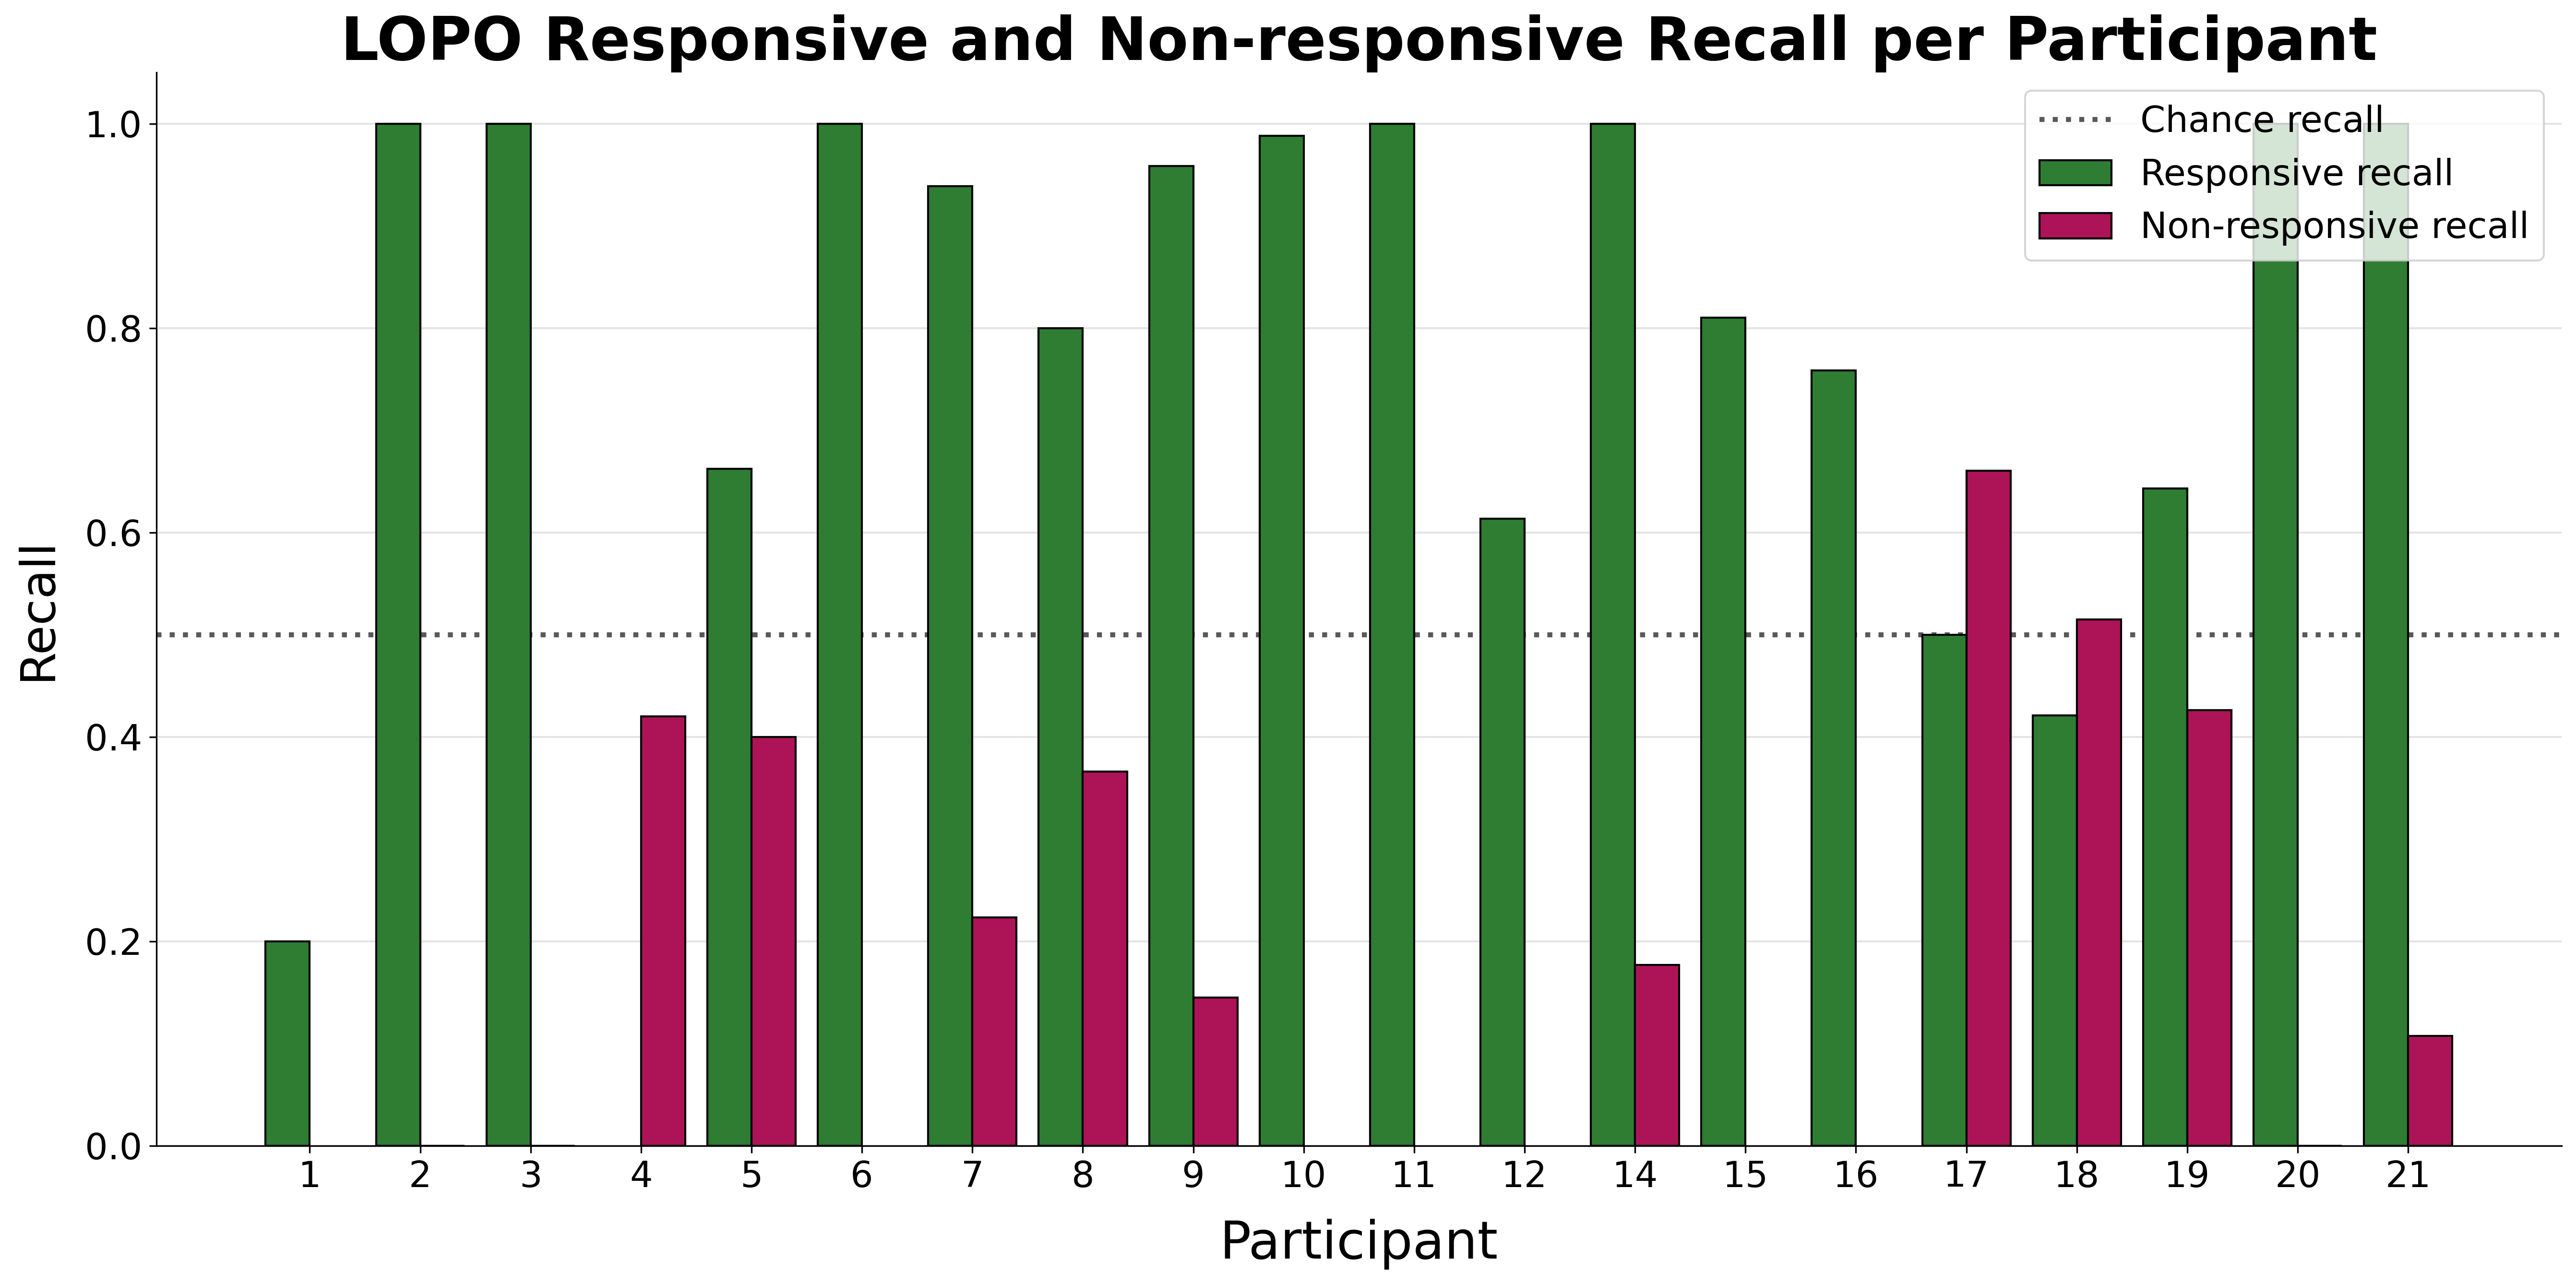 LOPO Responsive and Non-responsive Recall per Participant
Chance recall
Responsive recall
Non-responsive recall
1.0
0.8
0.6
0.4
0.2
0.0
Recall
1 2 3 4 5 6 7 8 9 10 11 12 14 15 16 17 18 19 20 21
Participant